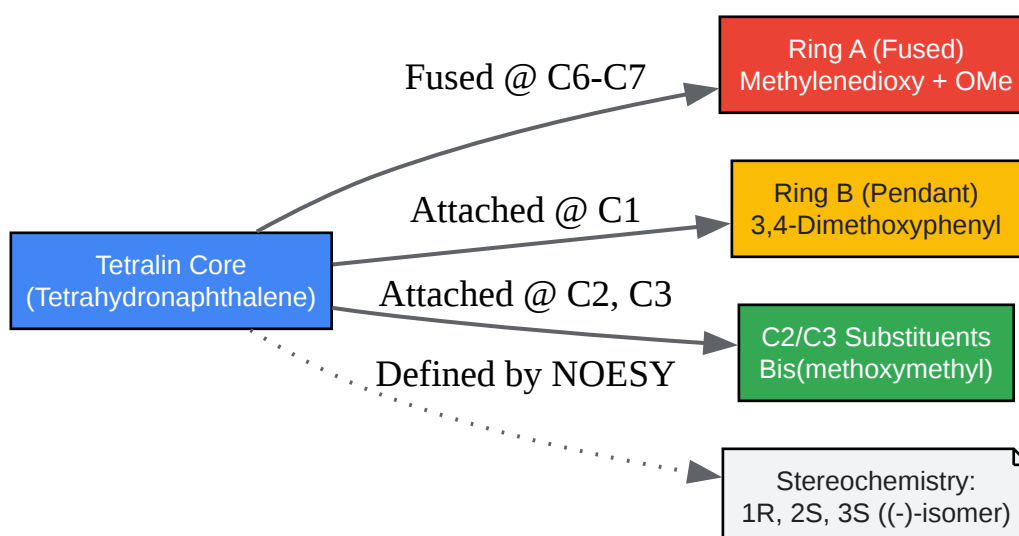 Ring A (Fused)
Methylenedioxy + OMe
Fused @ C6-C7
Ring B (Pendant)
3,4-Dimethoxyphenyl
Attached @ C1
Tetralin Core
(Tetrahydronaphthalene)
Attached @ C2, C3
C2/C3 Substituents
Bis(methoxymethyl)
Defined by NOESY
Stereochemistry:
1R, 2S, 3S ((-)-isomer)